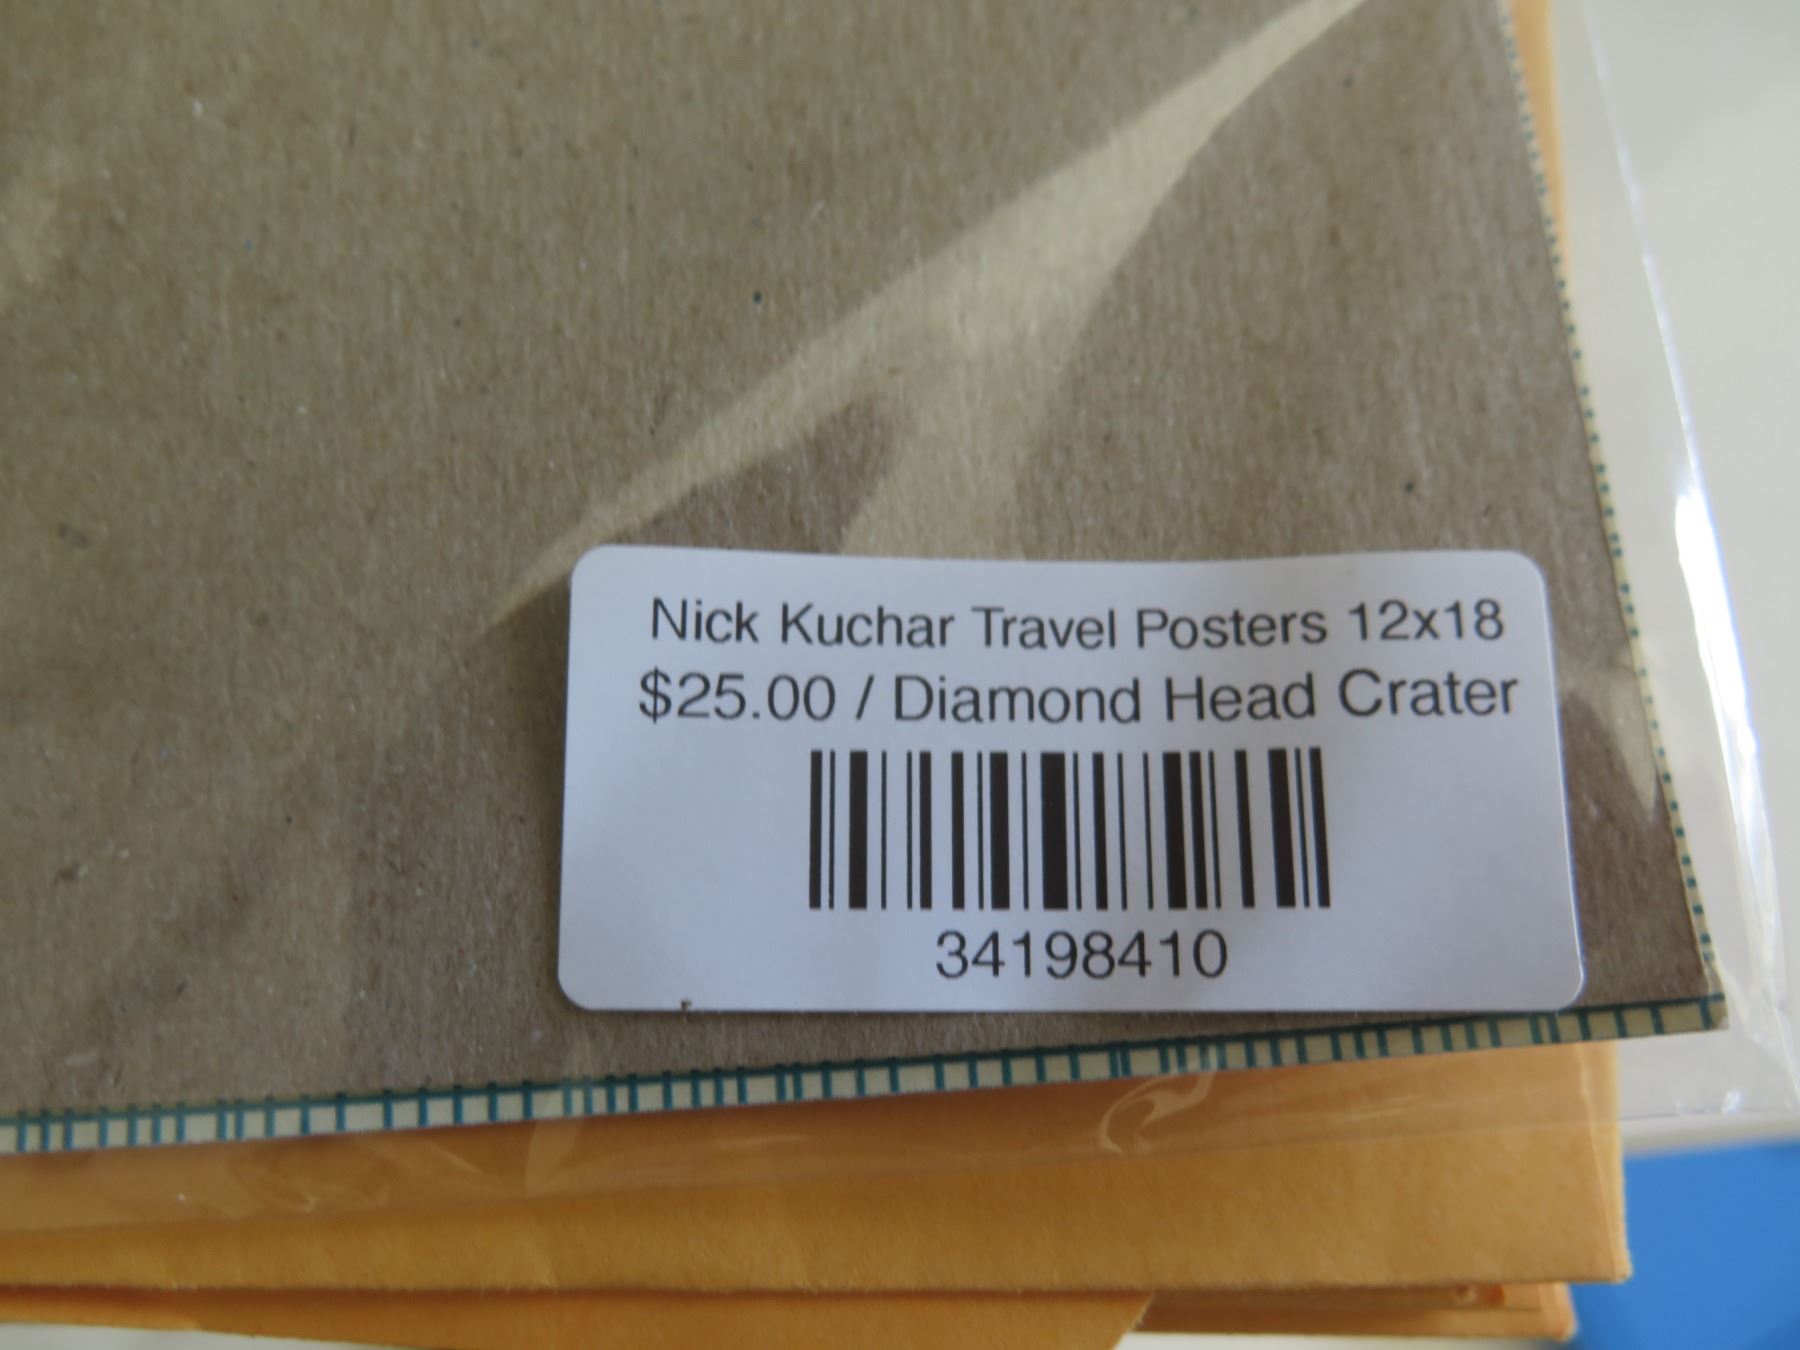 Nick Kuchar Travel Posters 12x18
$25.00 / Diamond Head Crater
34198410